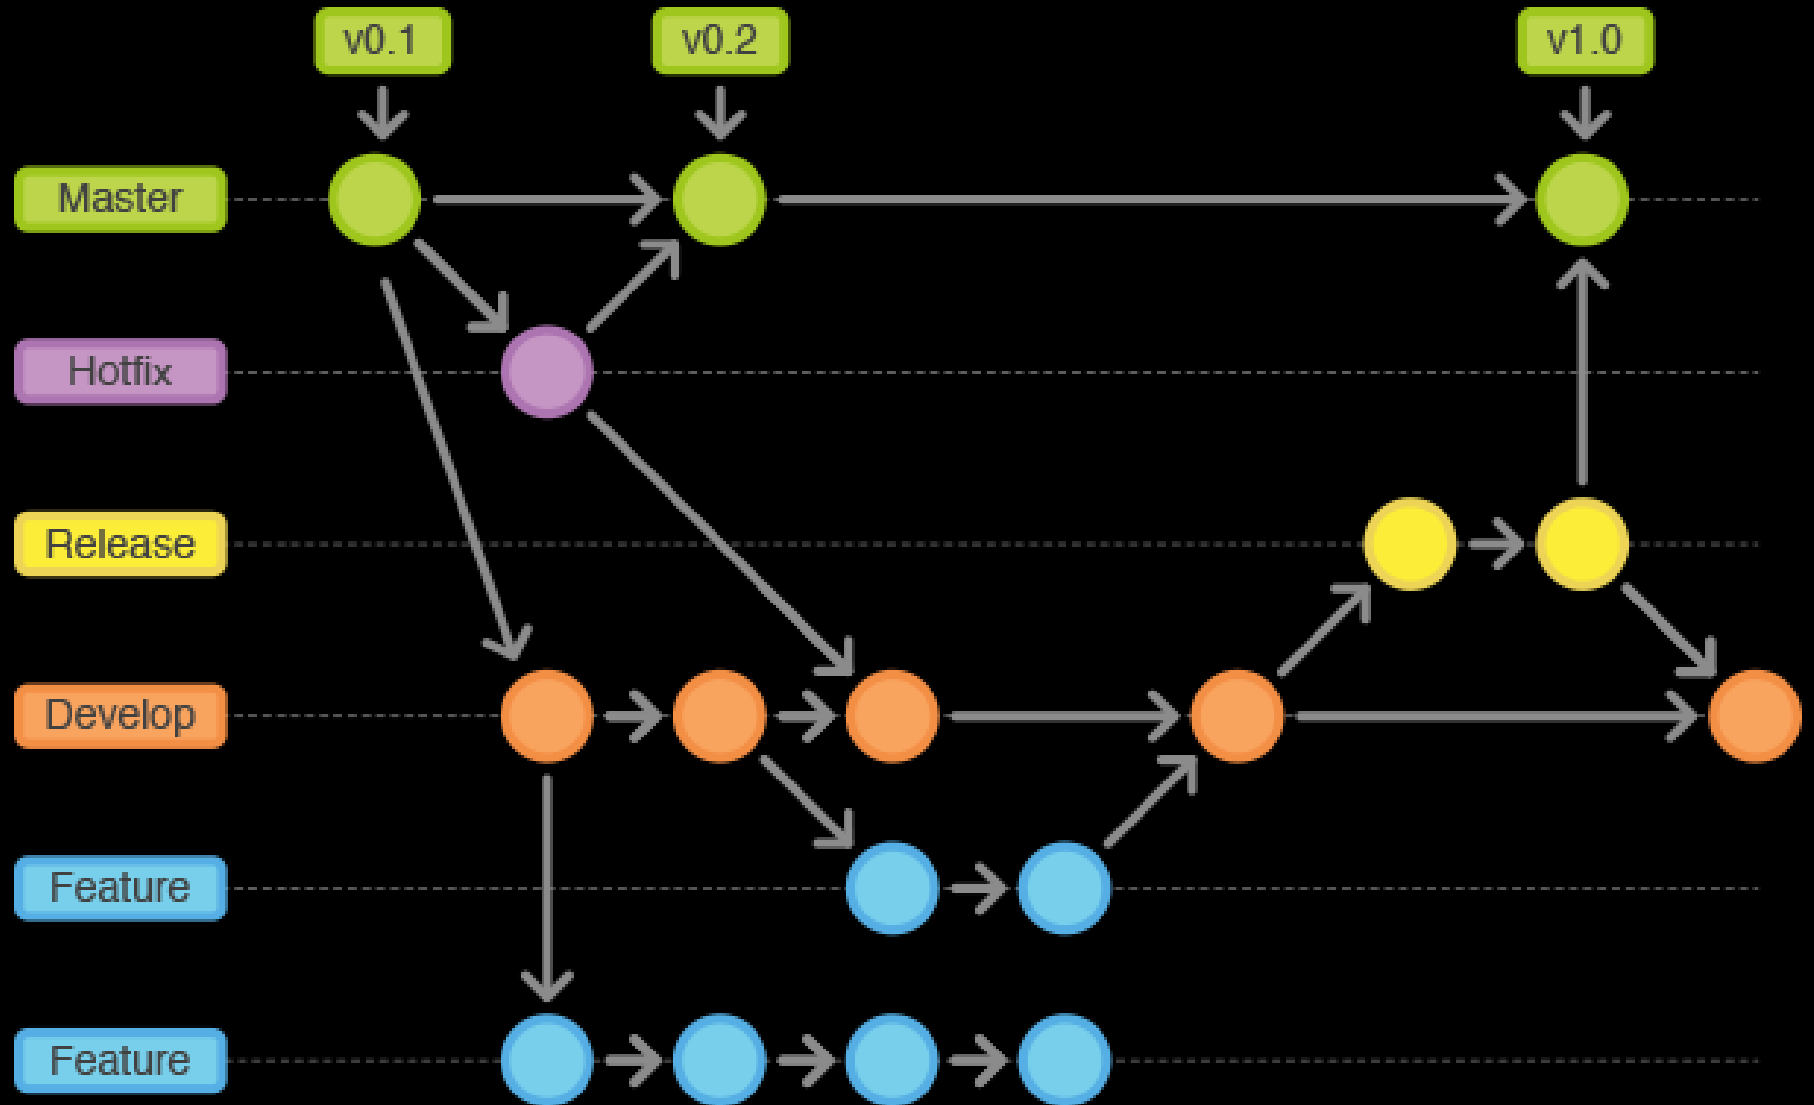 v0.1
v0.2
v1.0
Master
Hotfix
Release
Develop
Feature
Feature